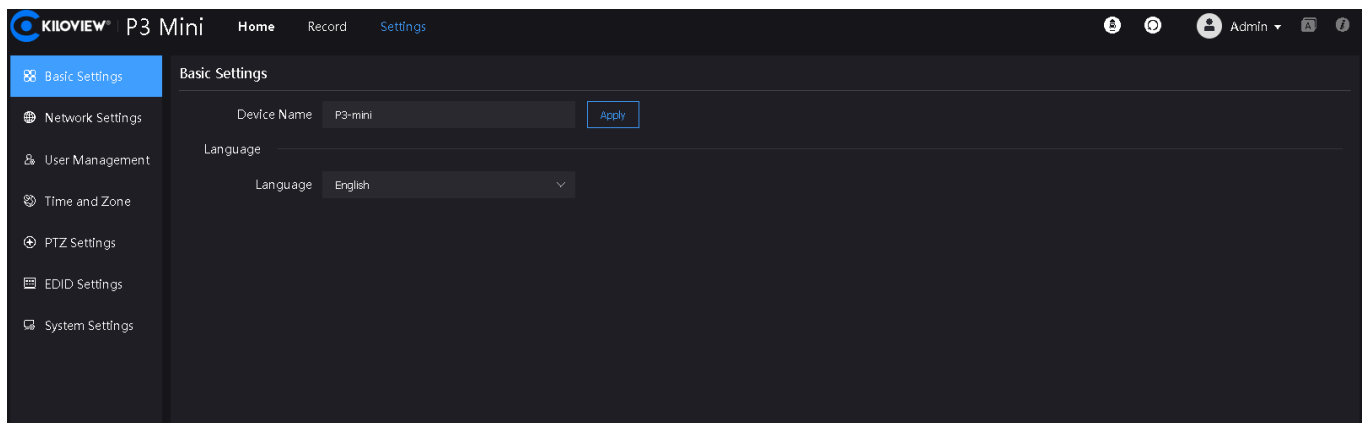 KILOVIEW® P3 Mini Home Record Settings Admin
Basic Settings
Network Settings
User Management
Time and Zone
PTZ Settings
EDID Settings
System Settings
Basic Settings
Device Name P3-mini Apply
Language
Language English